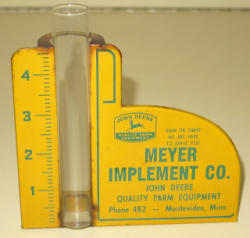 4
3
2
1
JOHN DEERE
QUALITY FARM
EQUIPMENT
RAIN OR SHINE
WE ARE HERE
TO SERVE YOU
MEYER
IMPLEMENT CO.
JOHN DEERE
QUALITY FARM EQUIPMENT
Phone 482 — Montevideo, Minn.